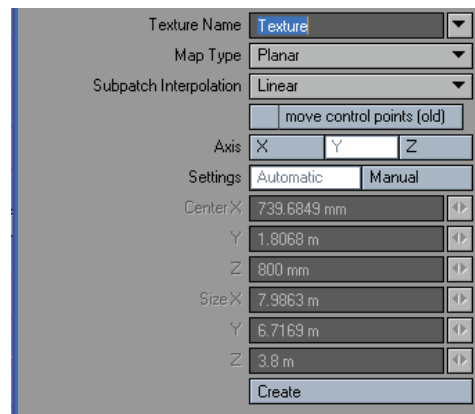 Texture Name Texture
Map Type Planar
Subpatch Interpolation Linear
move control points (old)
Axis X Y Z
Settings Automatic Manual
Center X 739.6849 mm
Y 1.8068 m
Z 800 mm
Size X 7.9863 m
Y 6.7169 m
Z 3.8 m
Create